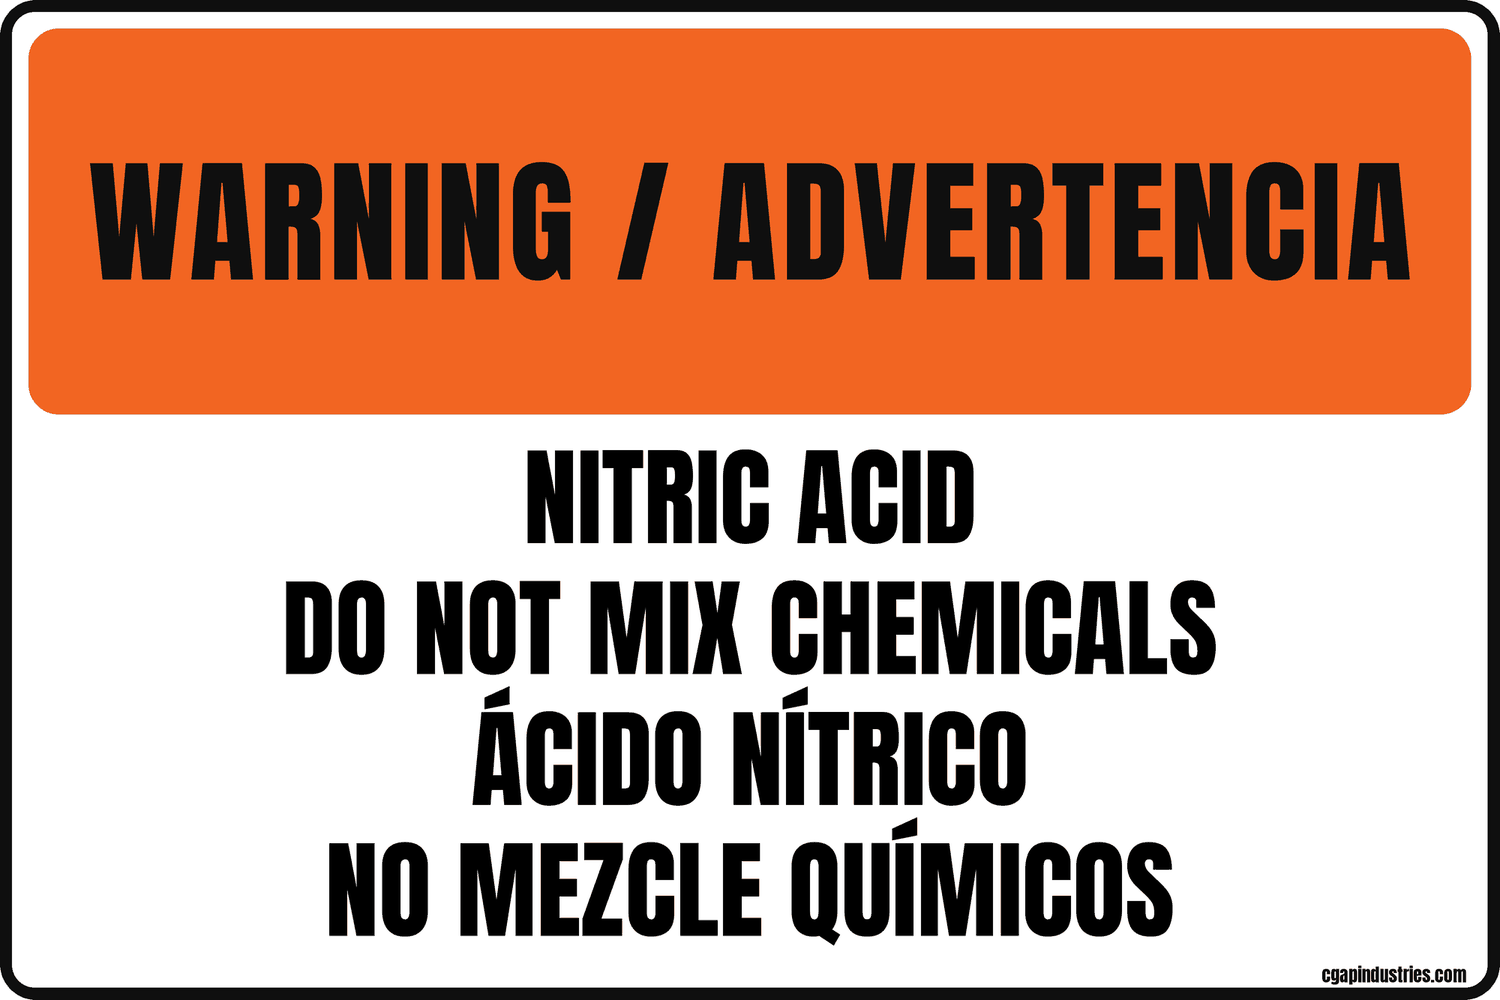 WARNING / ADVERTENCIA
NITRIC ACID
DO NOT MIX CHEMICALS
ÁCIDO NÍTRICO
NO MEZCLE QUÍMICOS
cgapindustries.com